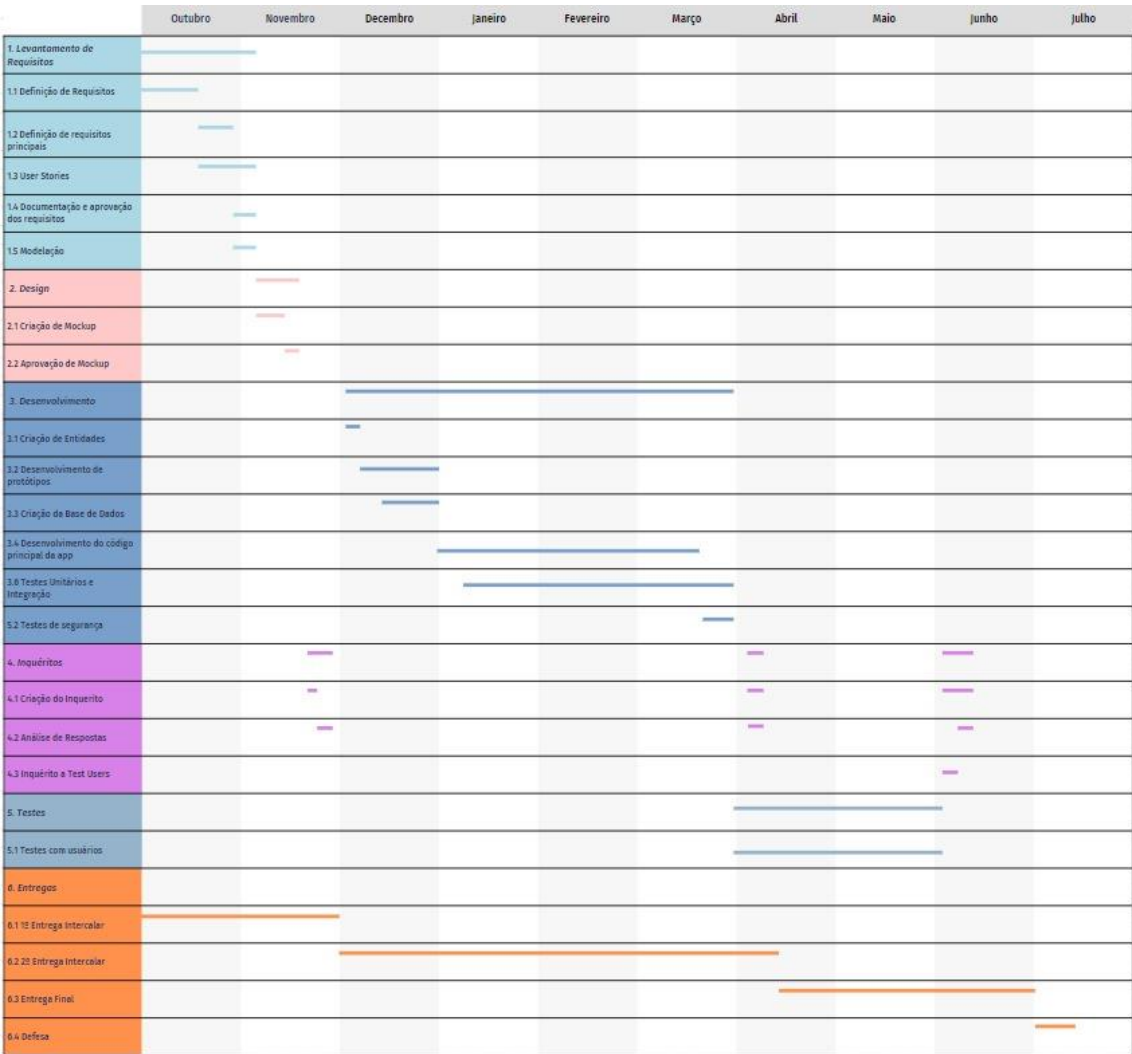 Outubro Novembro Decembro Janeiro Fevereiro Março Abril Maio Junho Julho
1. Levantamento de
Requisitos
1.1 Definição de Requisitos
1.2 Definição de requisitos
principais
1.3 User Stories
1.4 Documentação e aprovação
dos requisitos
1.5 Modelação
2. Design
2.1 Criação de Mockup
2.2 Aprovação de Mockup
3. Desenvolvimento
3.1 Criação de Entidades
3.2 Desenvolvimento de
protótipos
3.3 Criação da Base de Dados
3.4 Desenvolvimento do código
principal da app
3.6 Testes Unitários e
Integração
5.2 Testes de segurança
4. Inquéritos
4.1 Criação do Inquerito
4.2 Análise de Respostas
4.3 Inquérito a Test Users
5. Testes
5.1 Testes com usuários
6. Entregas
6.1 1ª Entrega Intercalar
6.2 2ª Entrega Intercalar
6.3 Entrega Final
6.4 Defesa